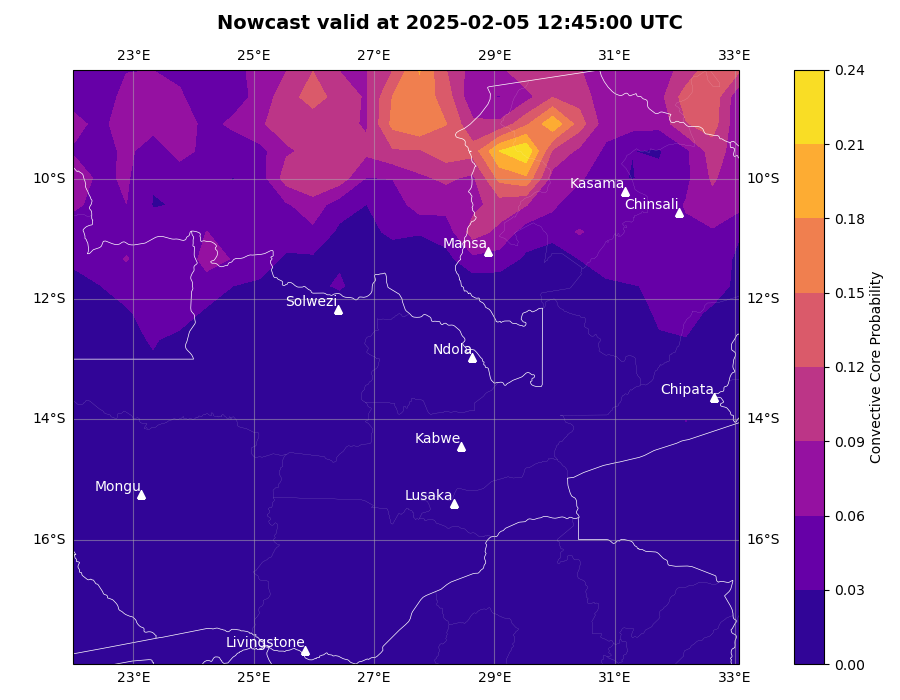 Nowcast valid at 2025-02-05 12:45:00 UTC
23°E 25°E 27°E 29°E 31°E 33°E
10°S 10°S
12°S 12°S
14°S 14°S
16°S 16°S
Kasama
Chinsali
Mansa
Solwezi
Ndola
Chipata
Kabwe
Mongu
Lusaka
Livingstone
23°E 25°E 27°E 29°E 31°E 33°E
0.24
0.21
0.18
0.15
0.12
0.09
0.06
0.03
0.00
Convective Core Probability